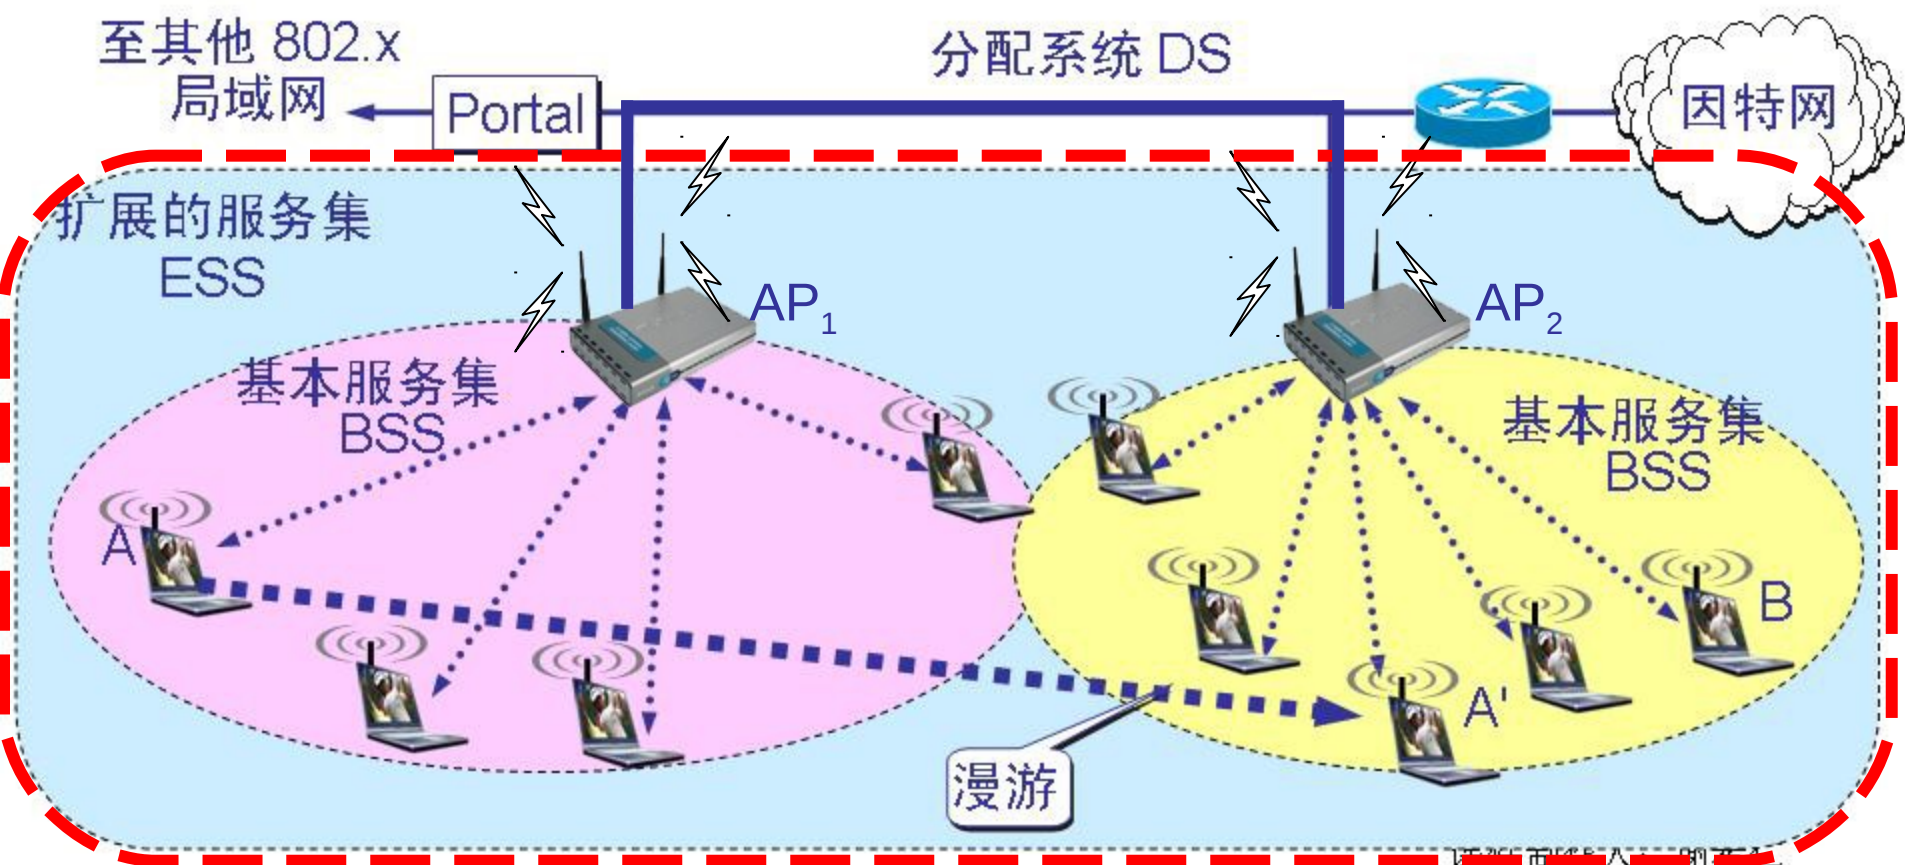 至其他 802.x
局域网
Portal
分配系统 DS
因特网
扩展的服务集
ESS
AP1
AP2
基本服务集
BSS
基本服务集
BSS
A
B
A'
漫游